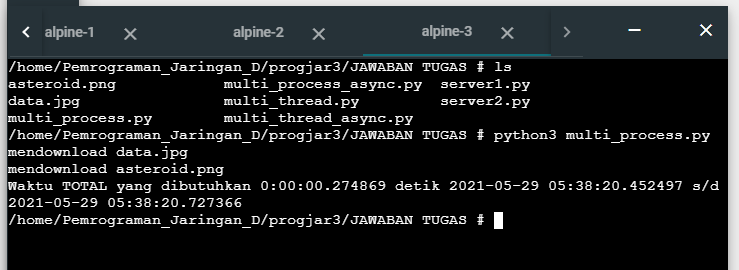 alpine-1 alpine-2 alpine-3
/home/Pemrograman_Jaringan_D/progjar3/JAWABAN TUGAS # ls
asteroid.png multi_process_async.py server1.py
data.jpg multi_thread.py server2.py
multi_process.py multi_thread_async.py
/home/Pemrograman_Jaringan_D/progjar3/JAWABAN TUGAS # python3 multi_process.py
mendownload data.jpg
mendownload asteroid.png
Waktu TOTAL yang dibutuhkan 0:00:00.274869 detik 2021-05-29 05:38:20.452497 s/d
2021-05-29 05:38:20.727366
/home/Pemrograman_Jaringan_D/progjar3/JAWABAN TUGAS #